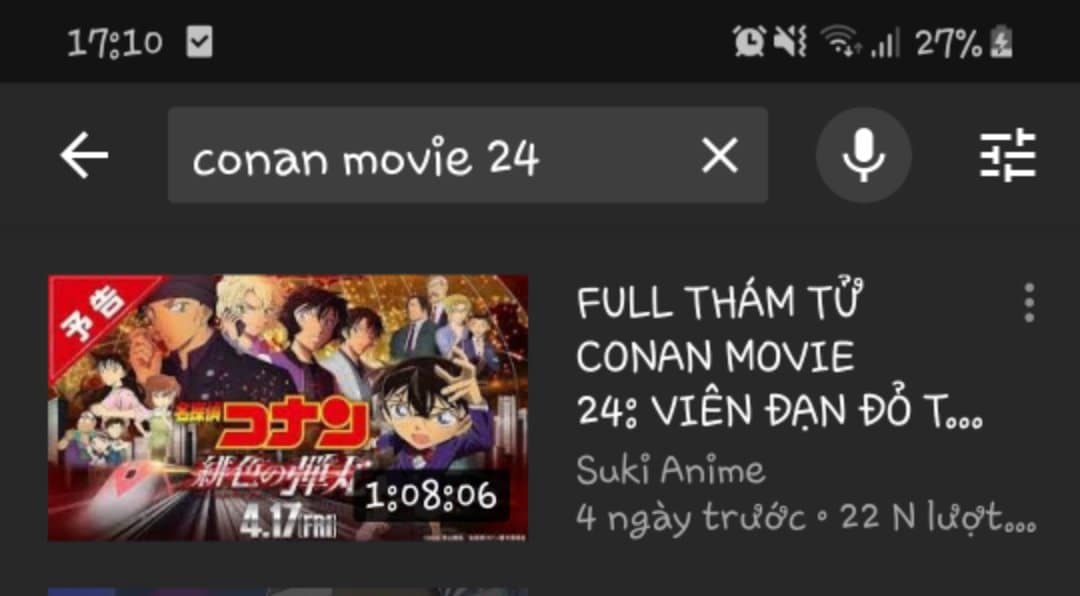 17:10
27%
conan movie 24
予告
名探偵
コナン
緋色の弾丸
4.17(FRI)
1:08:06
FULL THÁM TỬ
CONAN MOVIE
24: VIÊN ĐẠN ĐỎ T...
Suki Anime
4 ngày trước • 22 N lượt...